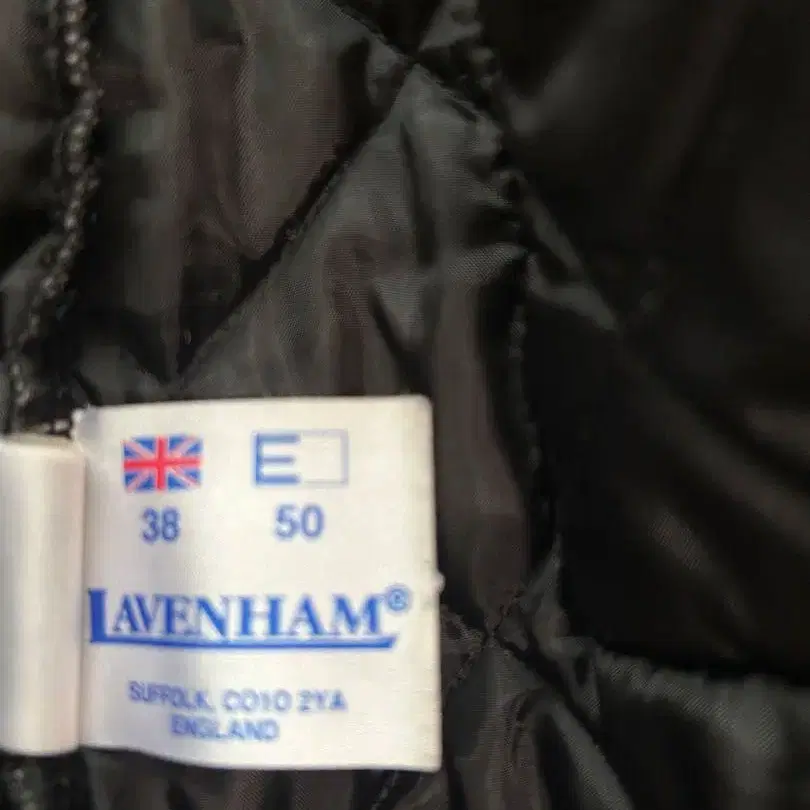 E
38 50
LAVENHAM®
SUFFOLK, CO10 2YA
ENGLAND